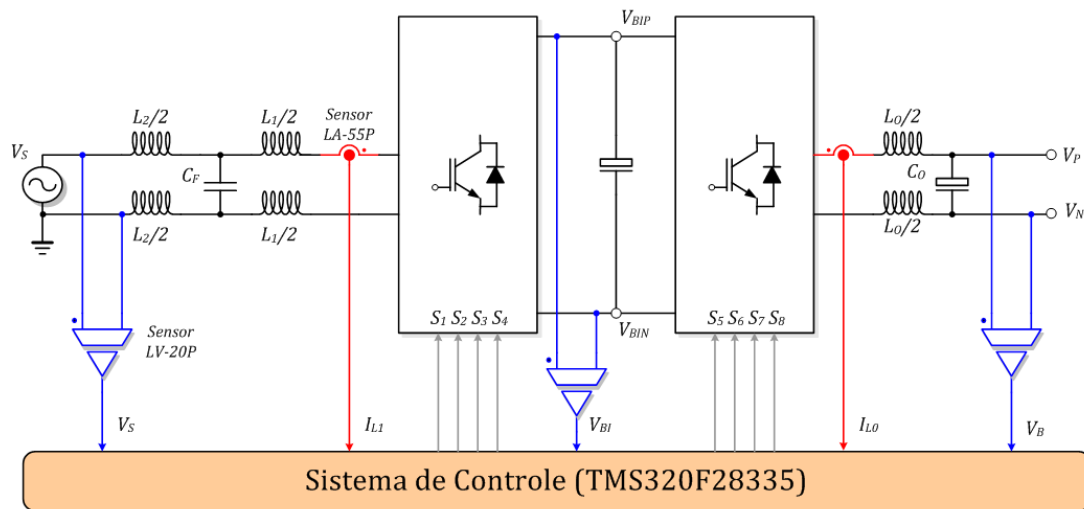 V_BIP
L_2/2
L_1/2
Sensor
LA-55P
L_O/2
V_S
C_F
C_O
V_P
V_N
L_2/2
L_1/2
L_O/2
S_1 S_2 S_3 S_4
V_BIN
S_5 S_6 S_7 S_8
Sensor
LV-20P
V_S
I_L1
V_BI
I_L0
V_B
Sistema de Controle (TMS320F28335)